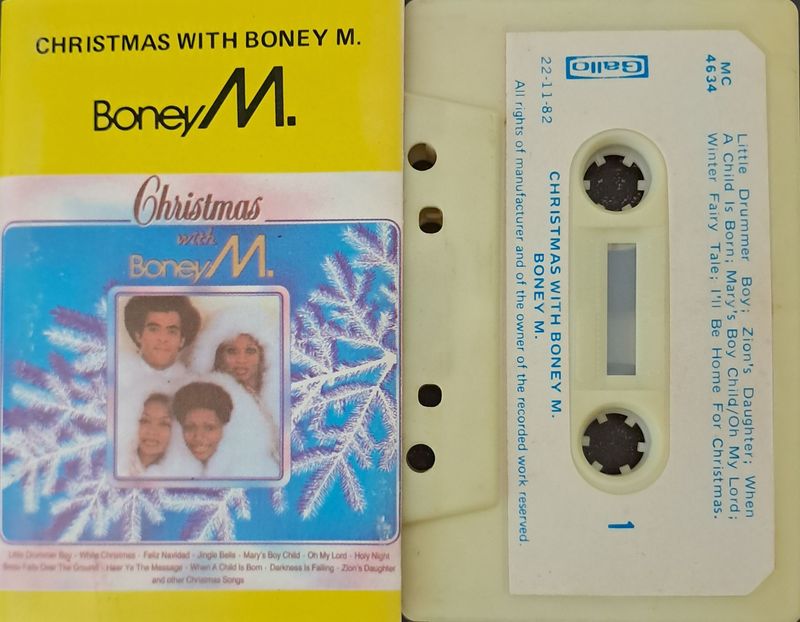 CHRISTMAS WITH BONEY M.
Boney M.
Christmas
with
Boney M.
Little Drummer Boy - White Christmas - Feliz Navidad - Jingle Bells - Mary's Boy Child - Oh My Lord - Holy Night
Snow Falls Over The Ground - Hear Ye The Message - When A Child Is Born - Darkness Is Falling - Zion's Daughter
and other Christmas Songs
MC
4634
Gallo
22-11-82
Little Drummer Boy; Zion's Daughter; When
A Child Is Born; Mary's Boy Child/Oh My Lord;
Winter Fairy Tale; I'll Be Home For Christmas.
CHRISTMAS WITH BONEY M.
BONEY M.
All rights of manufacturer and of the owner of the recorded work reserved.
1